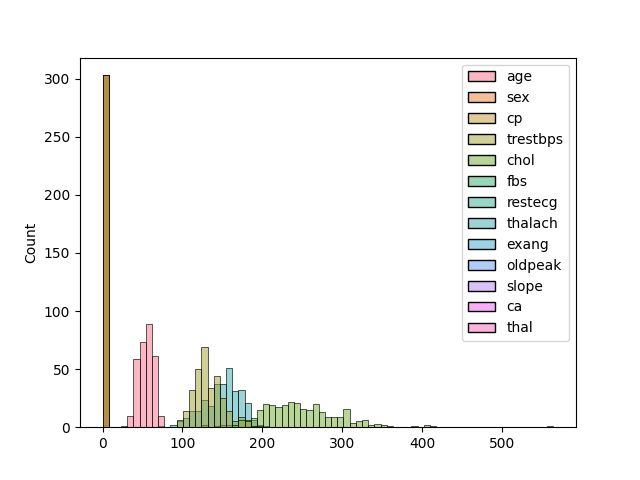 300
250
200
150
100
50
0
Count
0 100 200 300 400 500
age
sex
cp
trestbps
chol
fbs
restecg
thalach
exang
oldpeak
slope
ca
thal